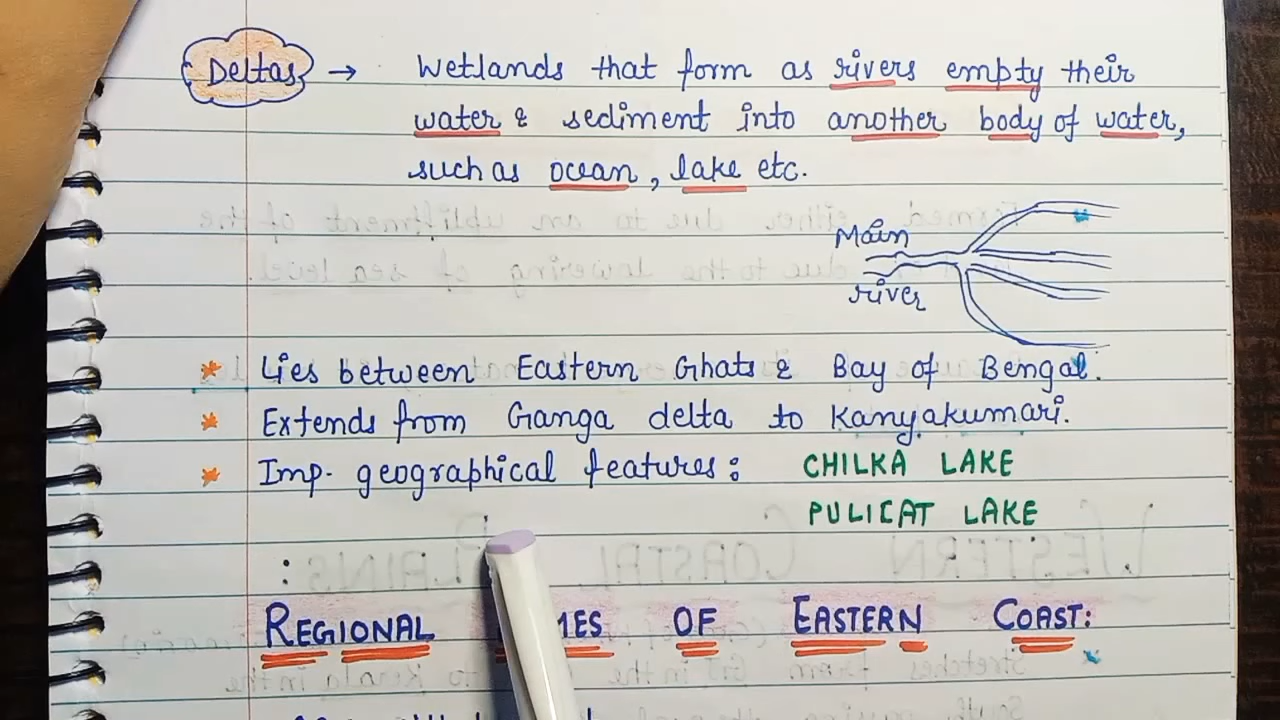 Deltas → Wetlands that form as rivers empty their
water & sediment into another body of water,
such as ocean, lake etc.
Main
river
* Lies between Eastern Ghats & Bay of Bengal.
* Extends from Ganga delta to Kanyakumari.
* Imp. geographical features : CHILKA LAKE
PULICAT LAKE
REGIONAL OF EASTERN COAST: